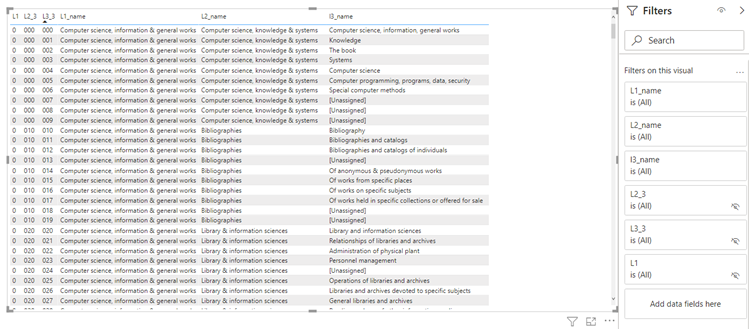 L1 L2_3 L3_3 L1_name L2_name l3_name
0 000 000 Computer science, information & general works Computer science, knowledge & systems Computer science, information, general works
0 000 001 Computer science, information & general works Computer science, knowledge & systems Knowledge
0 000 002 Computer science, information & general works Computer science, knowledge & systems The book
0 000 003 Computer science, information & general works Computer science, knowledge & systems Systems
0 000 004 Computer science, information & general works Computer science, knowledge & systems Computer science
0 000 005 Computer science, information & general works Computer science, knowledge & systems Computer programming, programs, data, security
0 000 006 Computer science, information & general works Computer science, knowledge & systems Special computer methods
0 000 007 Computer science, information & general works Computer science, knowledge & systems [Unassigned]
0 000 008 Computer science, information & general works Computer science, knowledge & systems [Unassigned]
0 000 009 Computer science, information & general works Computer science, knowledge & systems [Unassigned]
0 010 010 Computer science, information & general works Bibliographies Bibliography
0 010 011 Computer science, information & general works Bibliographies Bibliographies and catalogs
0 010 012 Computer science, information & general works Bibliographies Bibliographies and catalogs of individuals
0 010 013 Computer science, information & general works Bibliographies [Unassigned]
0 010 014 Computer science, information & general works Bibliographies Of anonymous & pseudonymous works
0 010 015 Computer science, information & general works Bibliographies Of works from specific places
0 010 016 Computer science, information & general works Bibliographies Of works on specific subjects
0 010 017 Computer science, information & general works Bibliographies Of works held in specific collections or offered for sale
0 010 018 Computer science, information & general works Bibliographies [Unassigned]
0 010 019 Computer science, information & general works Bibliographies [Unassigned]
0 020 020 Computer science, information & general works Library & information sciences Library and information sciences
0 020 021 Computer science, information & general works Library & information sciences Relationships of libraries and archives
0 020 022 Computer science, information & general works Library & information sciences Administration of physical plant
0 020 023 Computer science, information & general works Library & information sciences Personnel management
0 020 024 Computer science, information & general works Library & information sciences [Unassigned]
0 020 025 Computer science, information & general works Library & information sciences Operations of libraries and archives
0 020 026 Computer science, information & general works Library & information sciences Libraries and archives devoted to specific subjects
0 020 027 Computer science, information & general works Library & information sciences General libraries and archives
Filters
Search
Filters on this visual
L1_name
is (All)
L2_name
is (All)
l3_name
is (All)
L2_3
is (All)
L3_3
is (All)
L1
is (All)
Add data fields here